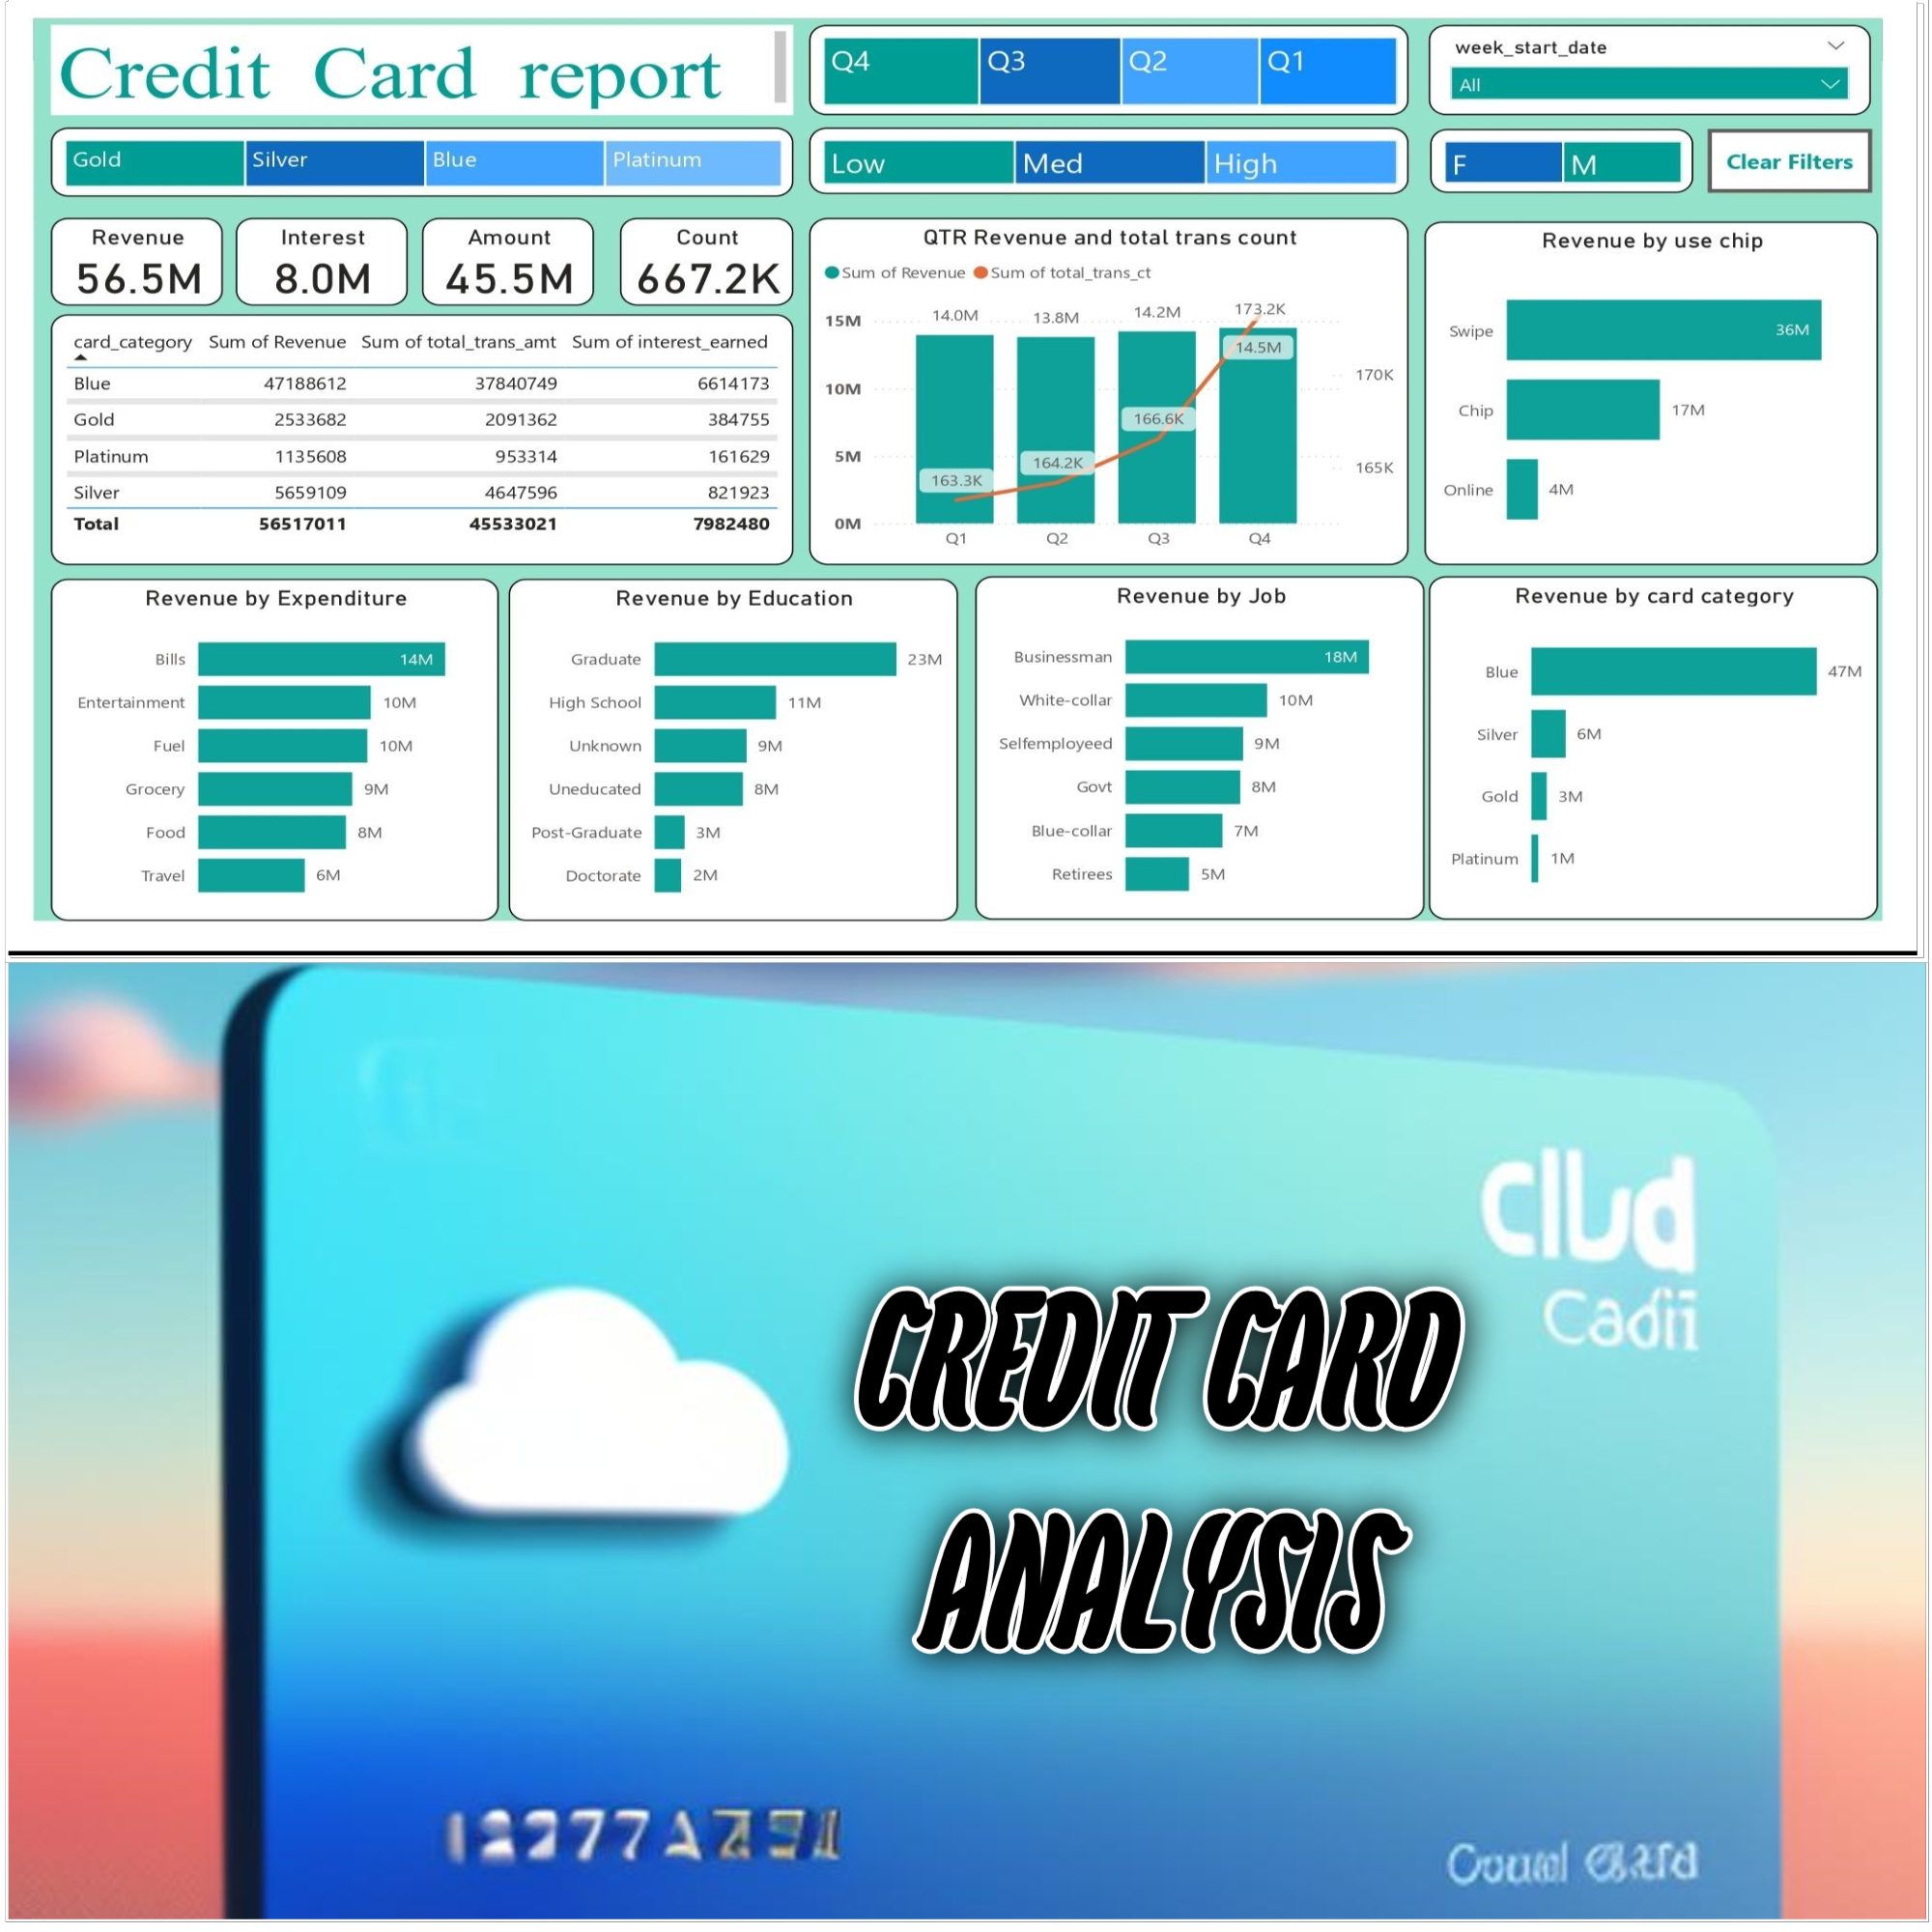 Credit Card report
Q4 Q3 Q2 Q1
week_start_date
All
Gold Silver Blue Platinum
Low Med High
F M
Clear Filters
Revenue
56.5M
Interest
8.0M
Amount
45.5M
Count
667.2K
card_category Sum of Revenue Sum of total_trans_amt Sum of interest_earned
Blue 47188612 37840749 6614173
Gold 2533682 2091362 384755
Platinum 1135608 953314 161629
Silver 5659109 4647596 821923
Total 56517011 45533021 7982480
QTR Revenue and total trans count
Sum of Revenue Sum of total_trans_ct
15M 14.0M 13.8M 14.2M 173.2K
14.5M
10M 170K
166.6K
5M 164.2K 165K
163.3K
0M
Q1 Q2 Q3 Q4
Revenue by use chip
Swipe 36M
Chip 17M
Online 4M
Revenue by Expenditure
Bills 14M
Entertainment 10M
Fuel 10M
Grocery 9M
Food 8M
Travel 6M
Revenue by Education
Graduate 23M
High School 11M
Unknown 9M
Uneducated 8M
Post-Graduate 3M
Doctorate 2M
Revenue by Job
Businessman 18M
White-collar 10M
Selfemployeed 9M
Govt 8M
Blue-collar 7M
Retirees 5M
Revenue by card category
Blue 47M
Silver 6M
Gold 3M
Platinum 1M
CREDIT CARD
ANALYSIS